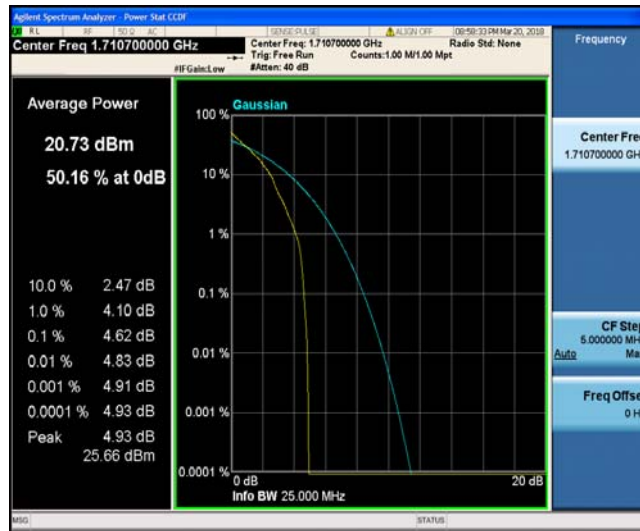 Agilent Spectrum Analyzer - Power Stat CCDF
RL RF 50 Ω AC SENSE:PULSE ALIGN OFF 08:58:33 PM Mar 20, 2018
Center Freq 1.710700000 GHz
Center Freq: 1.710700000 GHz Radio Std: None
Trig: Free Run Counts:1.00 M/1.00 Mpt
#IFGain:Low #Atten: 40 dB
Frequency
Average Power
20.73 dBm
50.16 % at 0dB
10.0 % 2.47 dB
1.0 % 4.10 dB
0.1 % 4.62 dB
0.01 % 4.83 dB
0.001 % 4.91 dB
0.0001 % 4.93 dB
Peak 4.93 dB
25.66 dBm
Gaussian
100 %
10 %
1 %
0.1 %
0.01 %
0.001 %
0.0001 %
0 dB 20 dB
Info BW 25.000 MHz
Center Fre
1.710700000 GH
CF Step
5.000000 MH
Auto Ma
Freq Offse
0 H
MSG STATUS